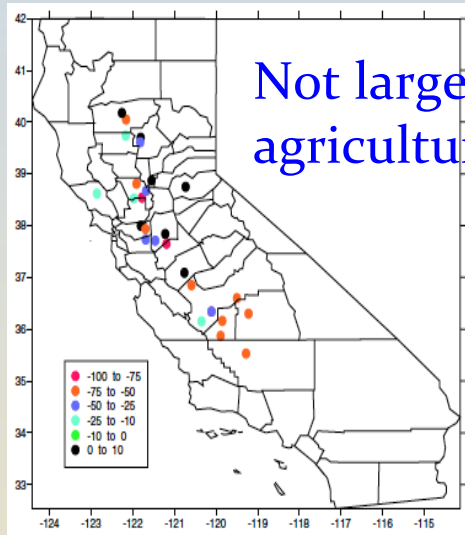 42
41
40
39
38
37
36
35
34
33
Not large
agricultu
-100 to -75
-75 to -50
-50 to -25
-25 to -10
-10 to 0
0 to 10
-124 -123 -122 -121 -120 -119 -118 -117 -116 -115